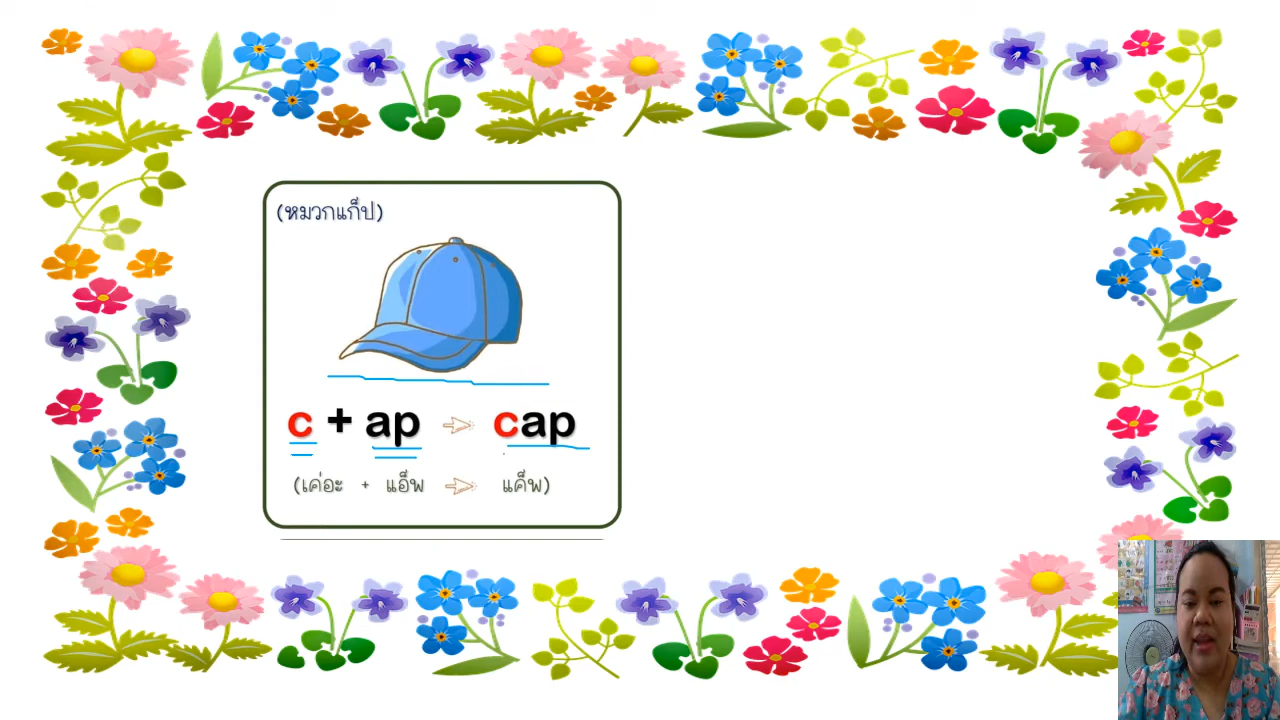 (หมวกแก็ป)
c + ap ⇨ cap
(เค่อะ + แอ็พ ⇨ แค็พ)